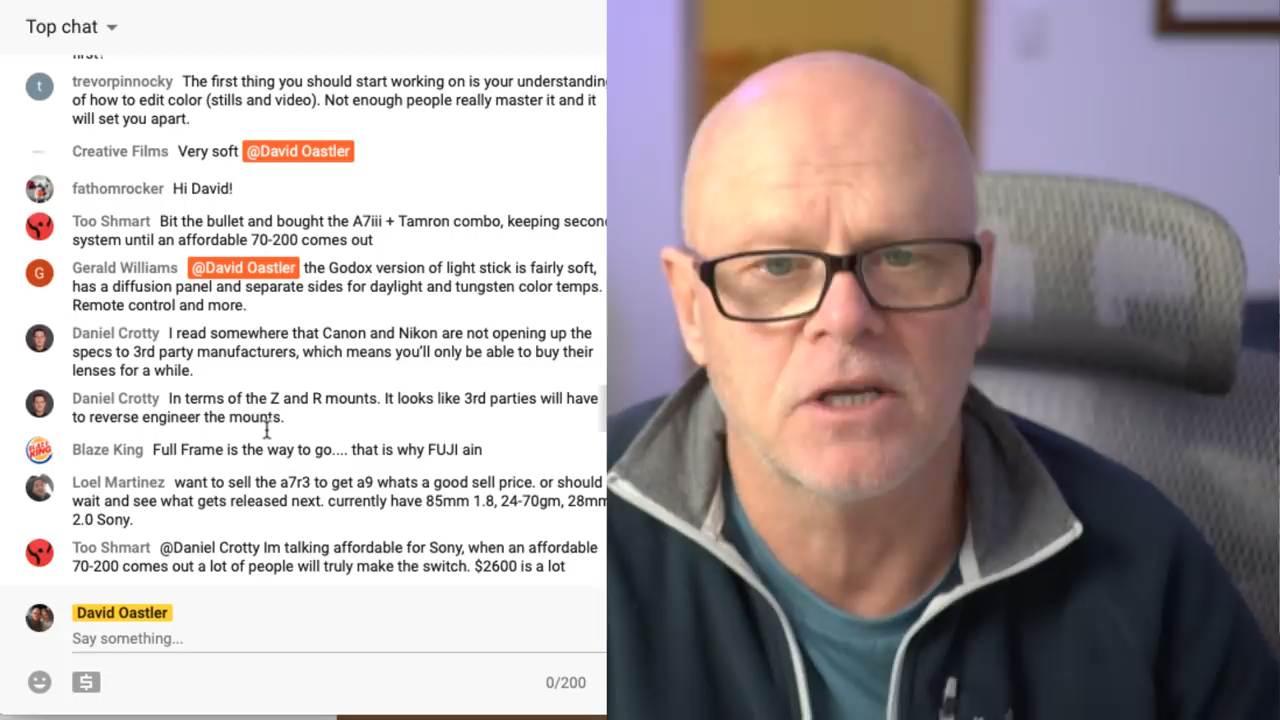 Top chat
first?
t
trevorpinnocky The first thing you should start working on is your understanding
of how to edit color (stills and video). Not enough people really master it and it
will set you apart.
Creative Films Very soft @David Oastler
fathomrocker Hi David!
Too Shmart Bit the bullet and bought the A7iii + Tamron combo, keeping second
system until an affordable 70-200 comes out
G
Gerald Williams @David Oastler the Godox version of light stick is fairly soft,
has a diffusion panel and separate sides for daylight and tungsten color temps.
Remote control and more.
Daniel Crotty I read somewhere that Canon and Nikon are not opening up the
specs to 3rd party manufacturers, which means you’ll only be able to buy their
lenses for a while.
Daniel Crotty In terms of the Z and R mounts. It looks like 3rd parties will have
to reverse engineer the mounts.
Blaze King Full Frame is the way to go.... that is why FUJI ain
Loel Martinez want to sell the a7r3 to get a9 whats a good sell price. or should
wait and see what gets released next. currently have 85mm 1.8, 24-70gm, 28mm
2.0 Sony.
Too Shmart @Daniel Crotty Im talking affordable for Sony, when an affordable
70-200 comes out a lot of people will truly make the switch. $2600 is a lot
David Oastler
Say something...
0/200